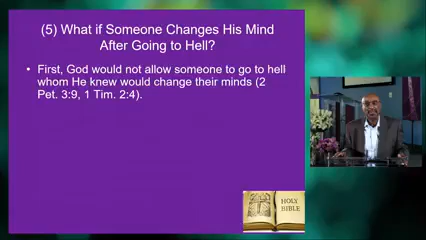 (5) What if Someone Changes His Mind
After Going to Hell?
• First, God would not allow someone to go to hell
whom He knew would change their minds (2
Pet. 3:9, 1 Tim. 2:4).
HOLY
BIBLE